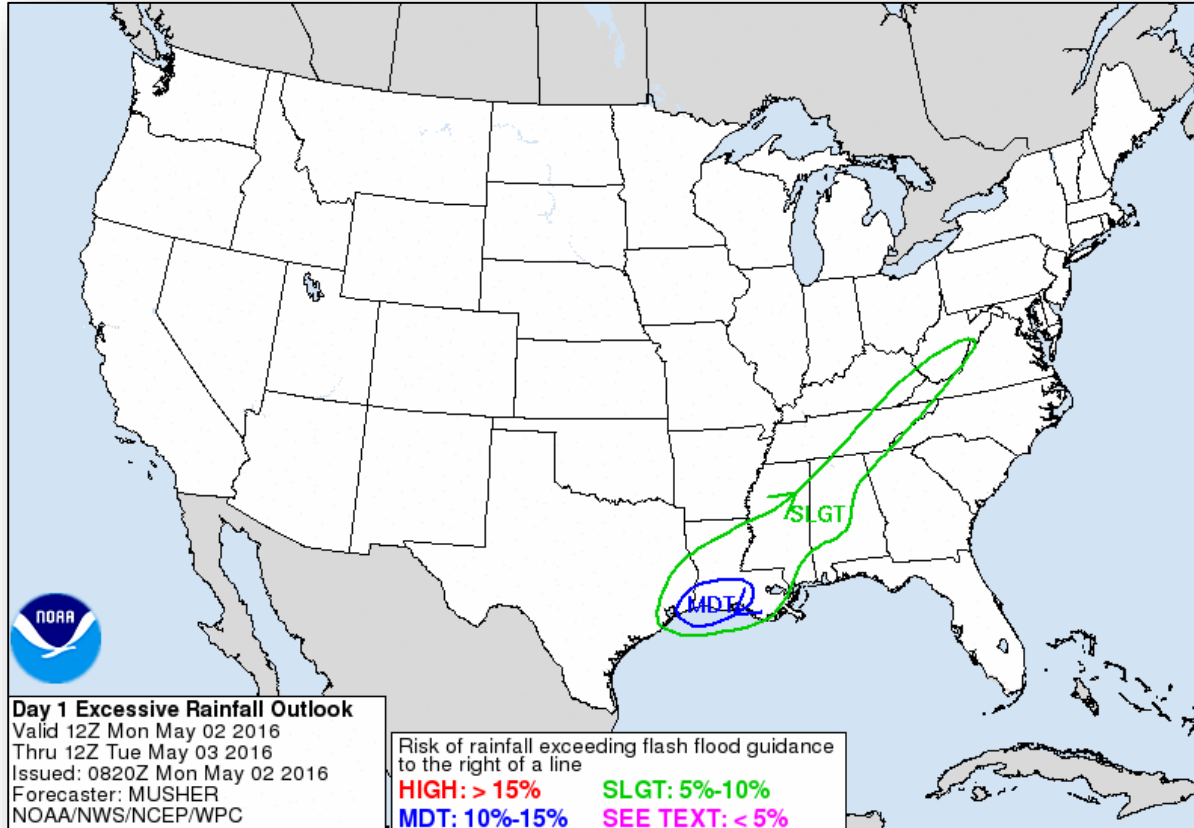 SLGT
MDT
NOAA
Day 1 Excessive Rainfall Outlook
Valid 12Z Mon May 02 2016
Thru 12Z Tue May 03 2016
Issued: 0820Z Mon May 02 2016
Forecaster: MUSHER
NOAA/NWS/NCEP/WPC
Risk of rainfall exceeding flash flood guidance
to the right of a line
HIGH: > 15% SLGT: 5%-10%
MDT: 10%-15% SEE TEXT: < 5%